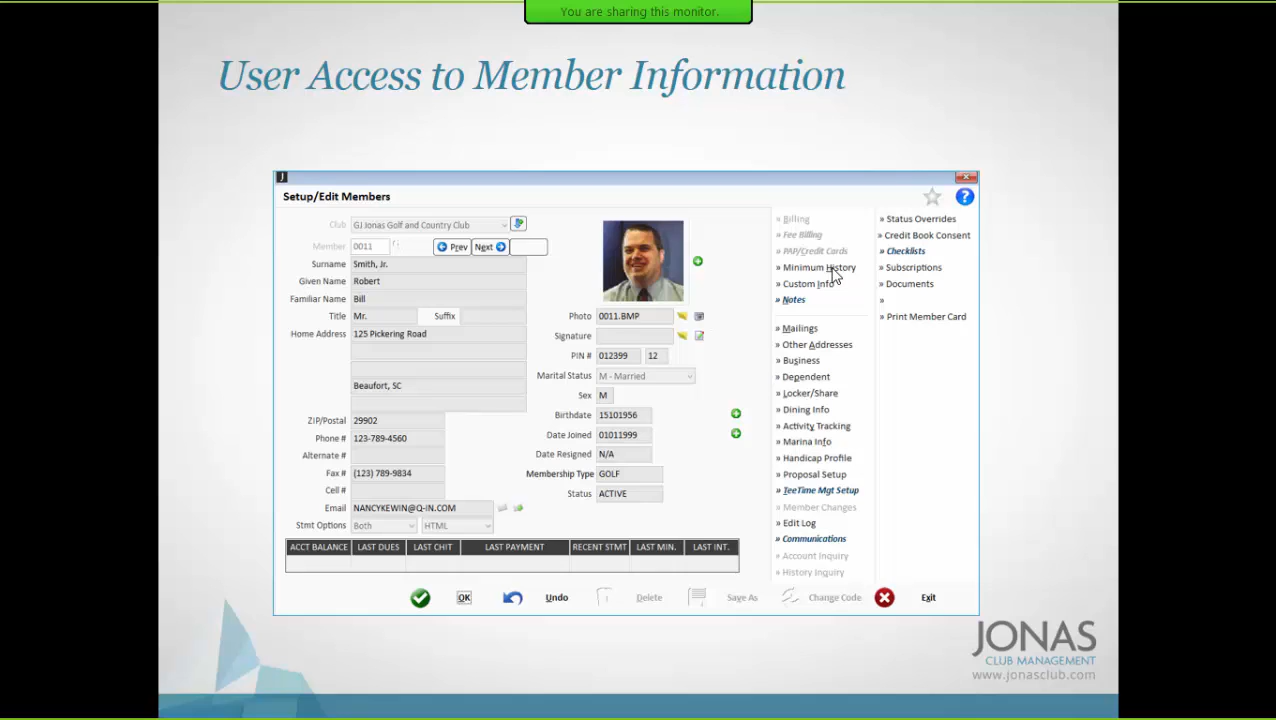 You are sharing this monitor.
User Access to Member Information
J
Setup/Edit Members
?
Club GJ Jonas Golf and Country Club
Member 0011 Prev Next
Surname Smith, Jr.
Given Name Robert
Familiar Name Bill
Title Mr. Suffix
Home Address 125 Pickering Road
Beaufort, SC
ZIP/Postal 29902
Phone # 123-789-4560
Alternate #
Fax # (123) 789-9834
Cell #
Email NANCYKEWIN@Q-IN.COM
Stmt Options Both HTML
Photo 0011.BMP
Signature
PIN # 012399 12
Marital Status M - Married
Sex M
Birthdate 15101956
Date Joined 01011999
Date Resigned N/A
Membership Type GOLF
Status ACTIVE
ACCT BALANCE LAST DUES LAST CHIT LAST PAYMENT RECENT STMT LAST MIN. LAST INT.
» Billing
» Fee Billing
» PAP/Credit Cards
» Minimum History
» Custom Info
» Notes
» Mailings
» Other Addresses
» Business
» Dependent
» Locker/Share
» Dining Info
» Activity Tracking
» Marina Info
» Handicap Profile
» Proposal Setup
» TeeTime Mgt Setup
» Member Changes
» Edit Log
» Communications
» Account Inquiry
» History Inquiry
» Status Overrides
» Credit Book Consent
» Checklists
» Subscriptions
» Documents
»
» Print Member Card
OK Undo Delete Save As Change Code Exit
JONAS
CLUB MANAGEMENT
www.jonasclub.com